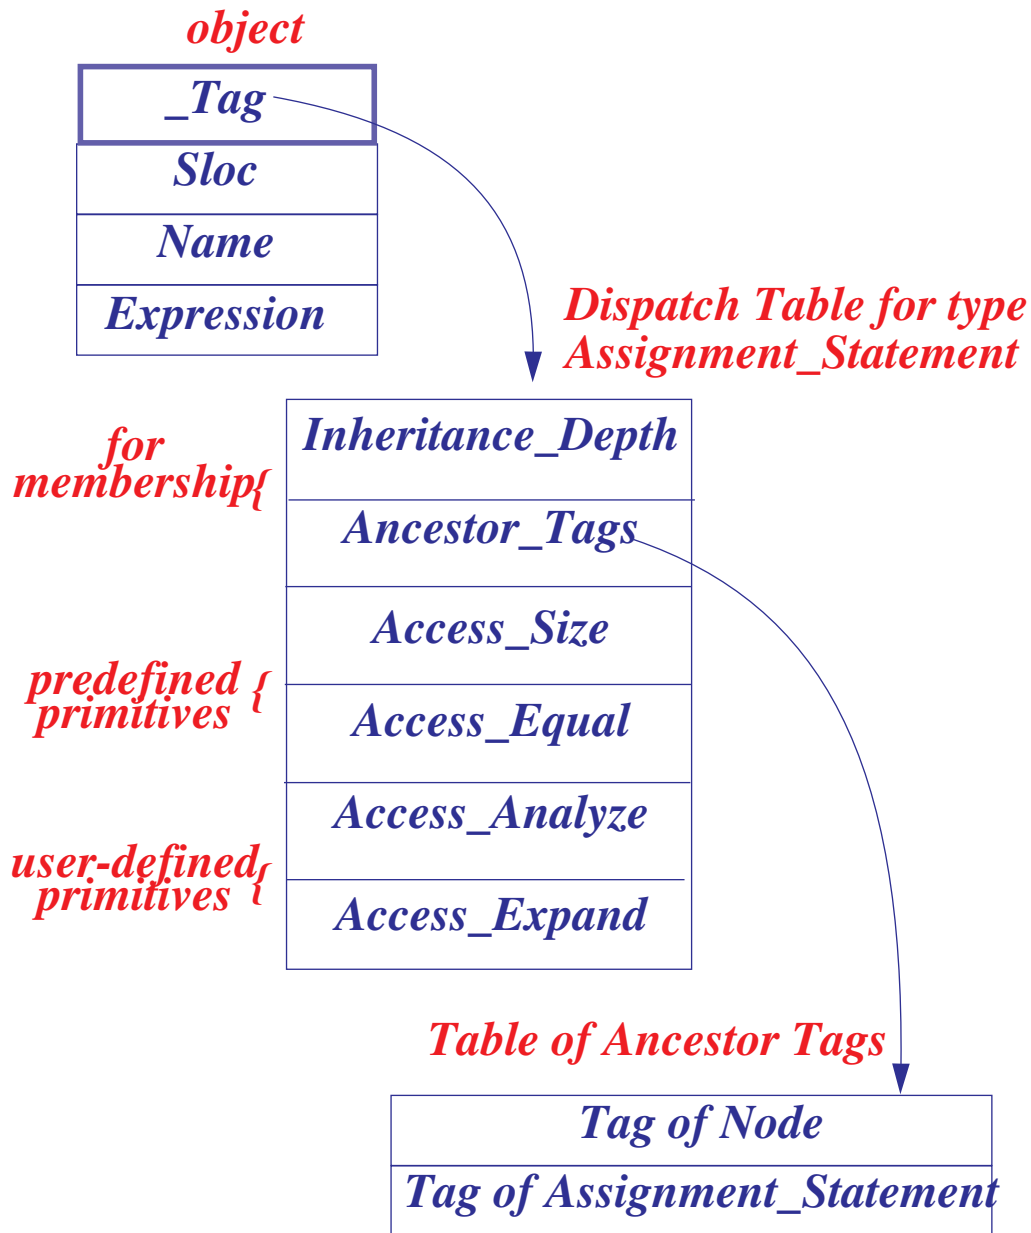 object
_Tag
Sloc
Name
Expression
Dispatch Table for type
Assignment_Statement
for
membership{
Inheritance_Depth
Ancestor_Tags
Access_Size
predefined {
primitives
Access_Equal
Access_Analyze
user-defined {
primitives
Access_Expand
Table of Ancestor Tags
Tag of Node
Tag of Assignment_Statement